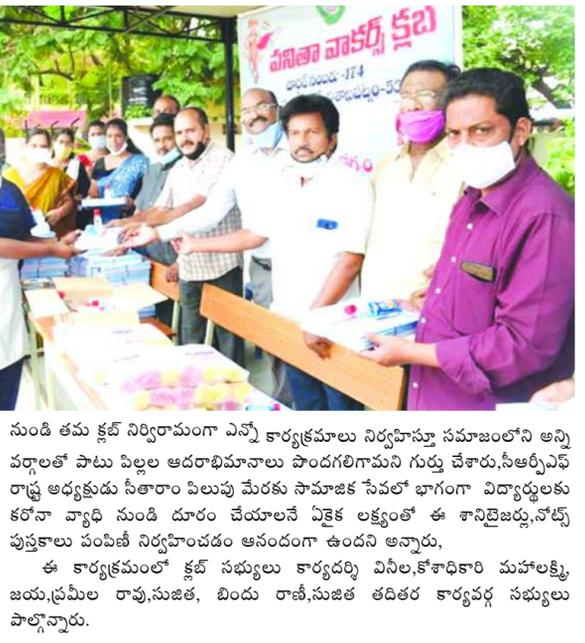 వనితా వాకర్స్ క్లబ్
నుండి తమ క్లబ్ నిర్విరామంగా ఎన్నో కార్యక్రమాలు నిర్వహిస్తూ సమాజంలోని అన్ని
వర్గాలతో పాటు పిల్లల ఆదరాభిమానాలు పొందగలిగామని గుర్తు చేశారు,సీఆర్పీఎఫ్
రాష్ట్ర అధ్యక్షుడు సీతారాం పిలుపు మేరకు సామాజిక సేవలో భాగంగా విద్యార్థులకు
కరోనా వ్యాధి నుండి దూరం చేయాలనే ఏకైక లక్ష్యంతో ఈ శానిటైజర్లు,నోట్స్
పుస్తకాలు పంపిణీ నిర్వహించడం ఆనందంగా ఉందని అన్నారు,
ఈ కార్యక్రమంలో క్లబ్ సభ్యులు కార్యదర్శి వినీల,కోశాధికారి మహాలక్ష్మి,
జయ,ప్రమీల రావు,సుజిత, బిందు రాణి,సుజిత తదితర కార్యవర్గ సభ్యులు
పాల్గొన్నారు.